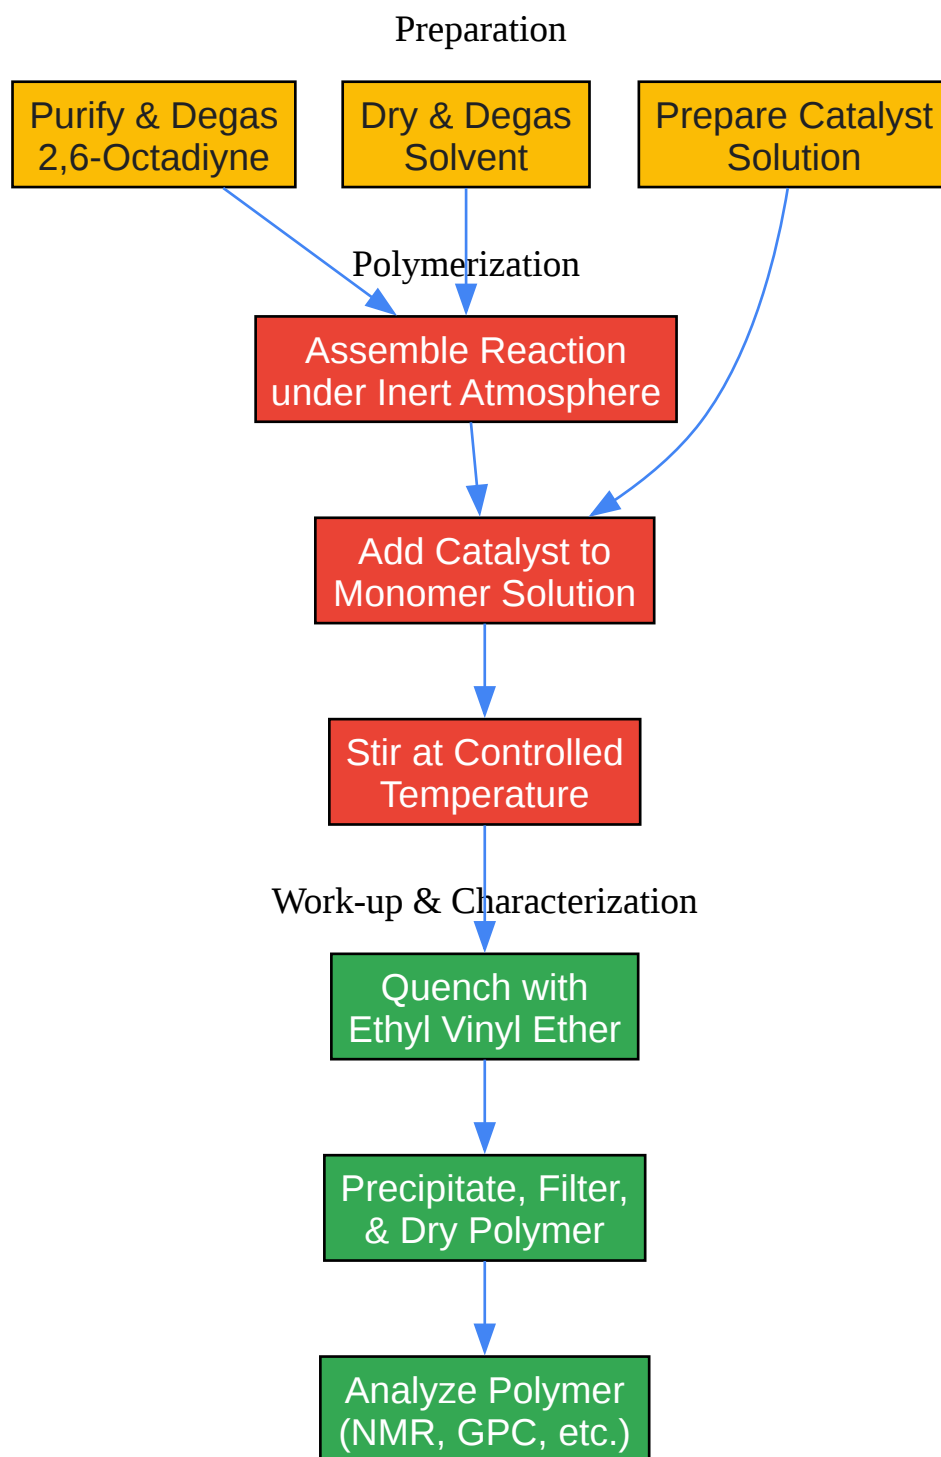 Preparation
Purify & Degas
2,6-Octadiyne
Dry & Degas
Solvent
Prepare Catalyst
Solution
Polymerization
Assemble Reaction
under Inert Atmosphere
Add Catalyst to
Monomer Solution
Stir at Controlled
Temperature
Work-up & Characterization
Quench with
Ethyl Vinyl Ether
Precipitate, Filter,
& Dry Polymer
Analyze Polymer
(NMR, GPC, etc.)